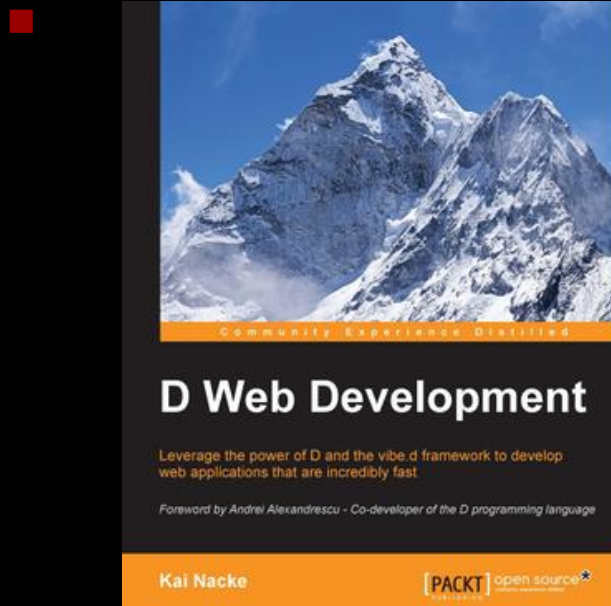 Community Experience Distilled
D Web Development
Leverage the power of D and the vibe.d framework to develop
web applications that are incredibly fast
Foreword by Andrei Alexandrescu - Co-developer of the D programming language
Kai Nacke
[PACKT] open source*
PUBLISHING